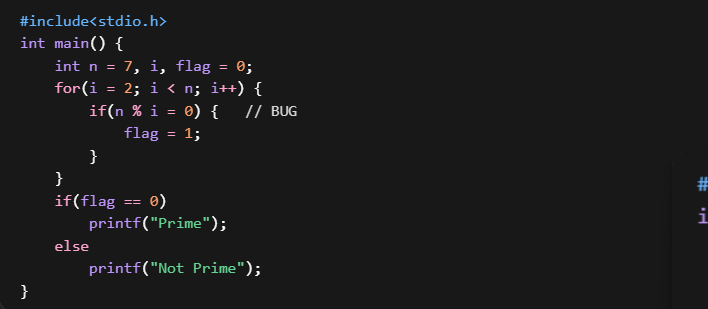 #include<stdio.h>
int main() {
    int n = 7, i, flag = 0;
    for(i = 2; i < n; i++) {
        if(n % i = 0) {   // BUG
            flag = 1;
        }
    }
    if(flag == 0)
        printf("Prime");
    else
        printf("Not Prime");
}
#
i